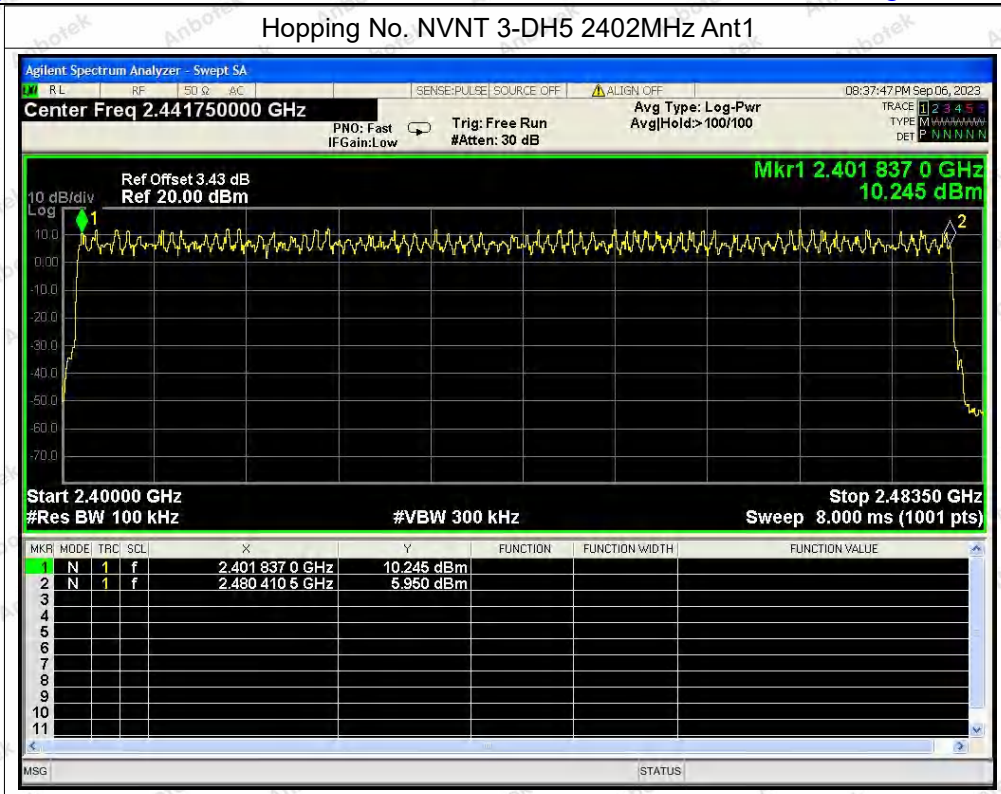 Hopping No. NVNT 3-DH5 2402MHz Ant1
Agilent Spectrum Analyzer - Swept SA
RL RF 50 Ω AC SENSE:PULSE SOURCE OFF ALIGN OFF 08:37:47 PM Sep 06, 2023
Center Freq 2.441750000 GHz
PNO: Fast
IFGain:Low
Trig: Free Run
#Atten: 30 dB
Avg Type: Log-Pwr
Avg|Hold:>100/100
TRACE 1 2 3 4 5 6
TYPE M
DET P N N N N N
Mkr1 2.401 837 0 GHz
10.245 dBm
Ref Offset 3.43 dB
10 dB/div Ref 20.00 dBm
Log
1
2
10.0
0.00
-10.0
-20.0
-30.0
-40.0
-50.0
-60.0
-70.0
Start 2.40000 GHz Stop 2.48350 GHz
#Res BW 100 kHz #VBW 300 kHz Sweep 8.000 ms (1001 pts)
MKR MODE TRC SCL X Y FUNCTION FUNCTION WIDTH FUNCTION VALUE
1 N 1 f 2.401 837 0 GHz 10.245 dBm
2 N 1 f 2.480 410 5 GHz 5.950 dBm
3
4
5
6
7
8
9
10
11
MSG STATUS
Anbotek